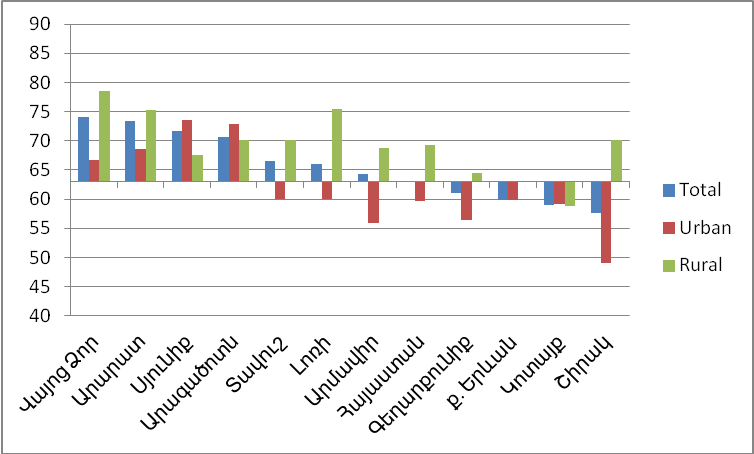 90
85
80
75
70
65
60
55
50
45
40
Վայոց Ձոր
Արարատ
Սյունիք
Արագածոտն
Տավուշ
Լոռի
Արմավիր
Հայաստան
Գեղարքունիք
ք. Երևան
Կոտայք
Շիրակ
Total
Urban
Rural